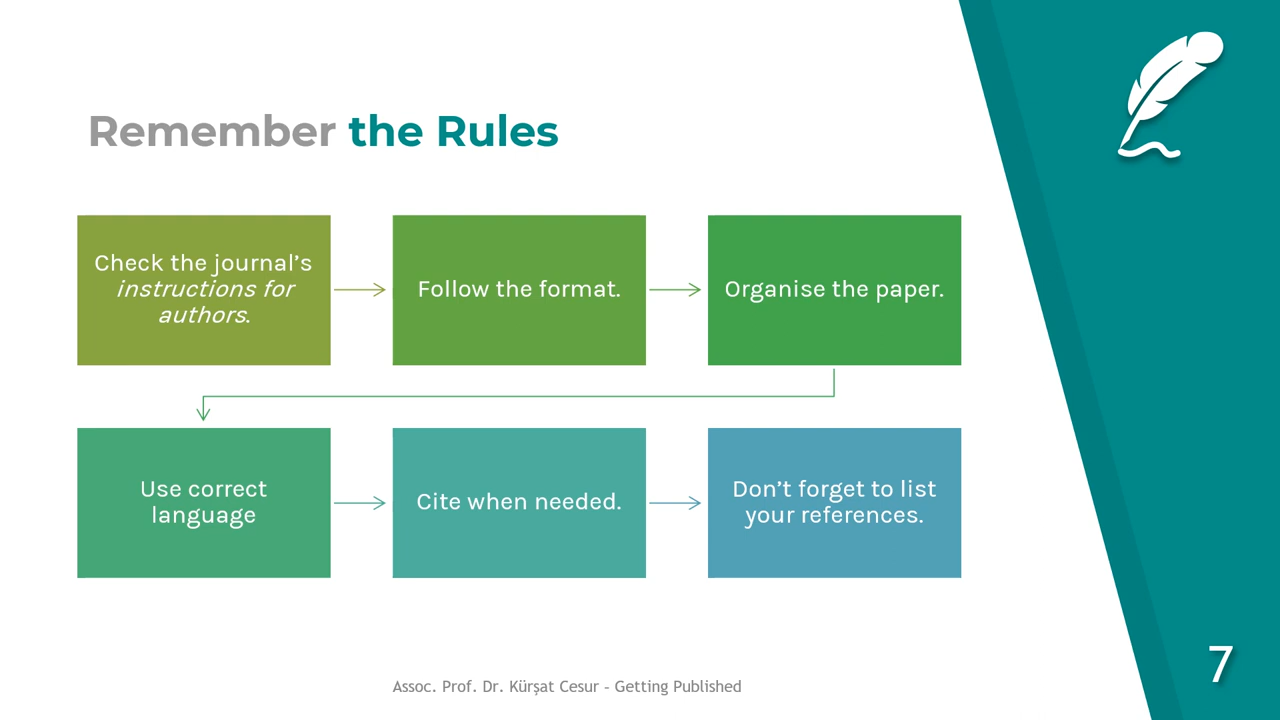 Remember the Rules
Check the journal’s
instructions for
authors.
Follow the format.
Organise the paper.
Use correct
language
Cite when needed.
Don’t forget to list
your references.
Assoc. Prof. Dr. Kürşat Cesur - Getting Published
7